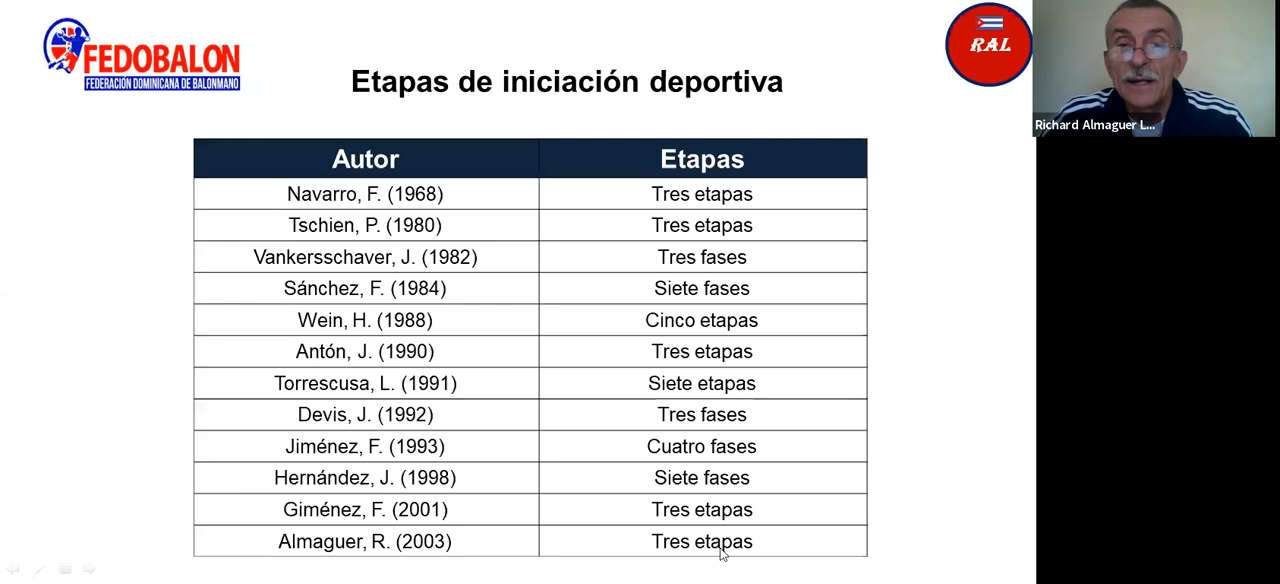 FEDOBALON
FEDERACIÓN DOMINICANA DE BALONMANO
RAL
Etapas de iniciación deportiva
Richard Almaguer L...
Autor Etapas
Navarro, F. (1968) Tres etapas
Tschien, P. (1980) Tres etapas
Vankersschaver, J. (1982) Tres fases
Sánchez, F. (1984) Siete fases
Wein, H. (1988) Cinco etapas
Antón, J. (1990) Tres etapas
Torrescusa, L. (1991) Siete etapas
Devis, J. (1992) Tres fases
Jiménez, F. (1993) Cuatro fases
Hernández, J. (1998) Siete fases
Giménez, F. (2001) Tres etapas
Almaguer, R. (2003) Tres etapas